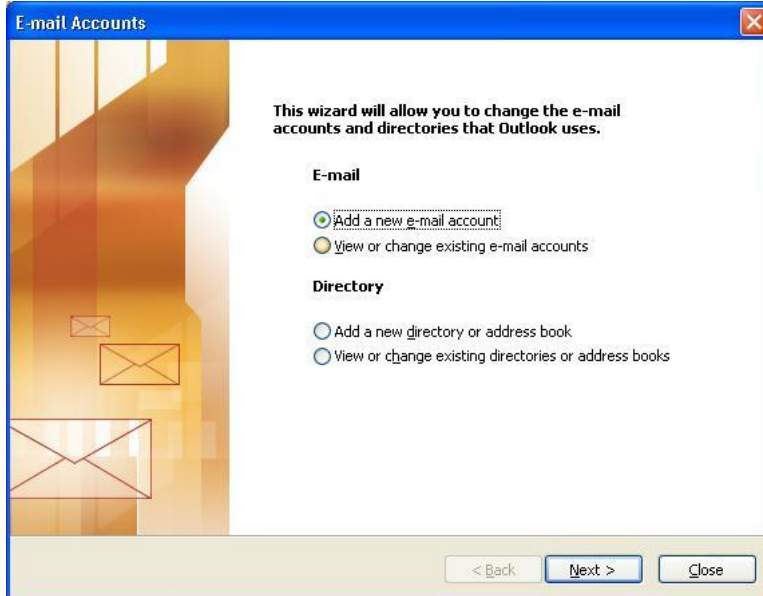 E-mail Accounts
This wizard will allow you to change the e-mail
accounts and directories that Outlook uses.
E-mail
Add a new e-mail account
View or change existing e-mail accounts
Directory
Add a new directory or address book
View or change existing directories or address books
< Back Next > Close